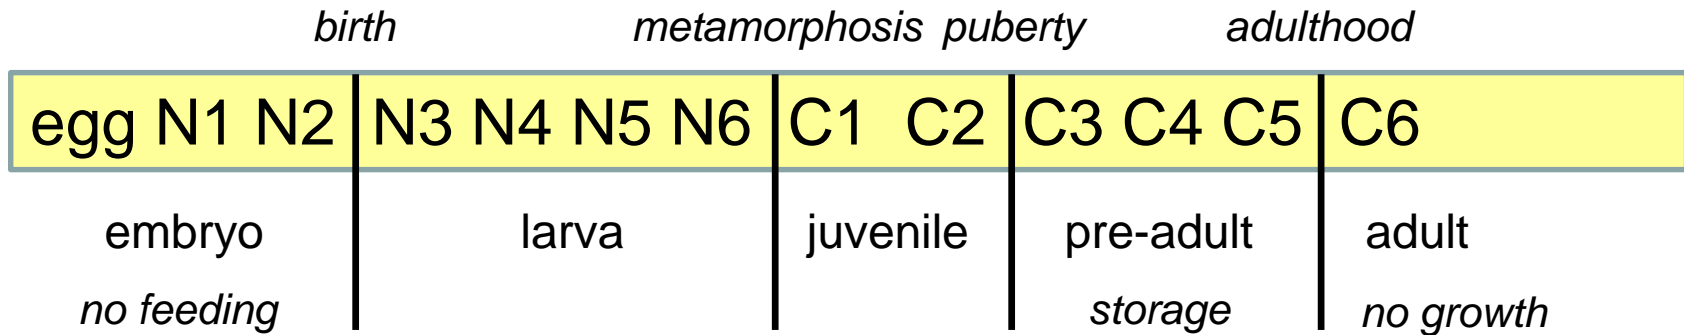 birth metamorphosis puberty adulthood
egg N1 N2 N3 N4 N5 N6 C1 C2 C3 C4 C5 C6
embryo larva juvenile pre-adult adult
no feeding storage no growth